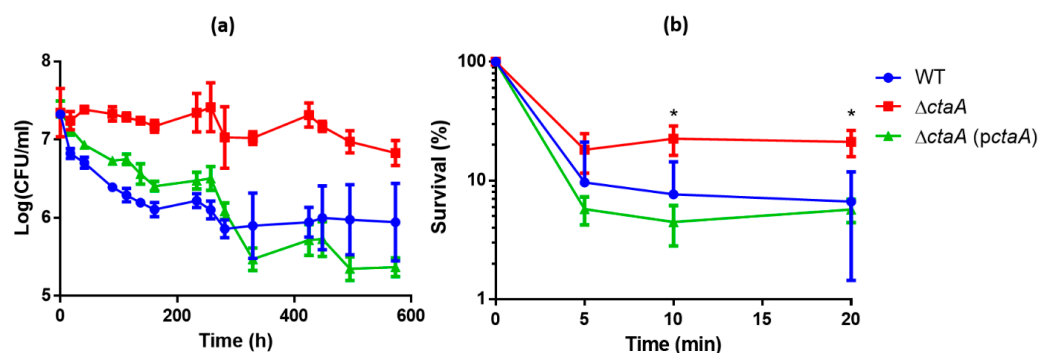 (a)
(b)
8
7
6
5
Log(CFU/ml)
0
200
400
600
Time (h)
100
10
1
Survival (%)
*
*
0
5
10
15
20
Time (min)
WT
ΔctaA
ΔctaA (pctaA)